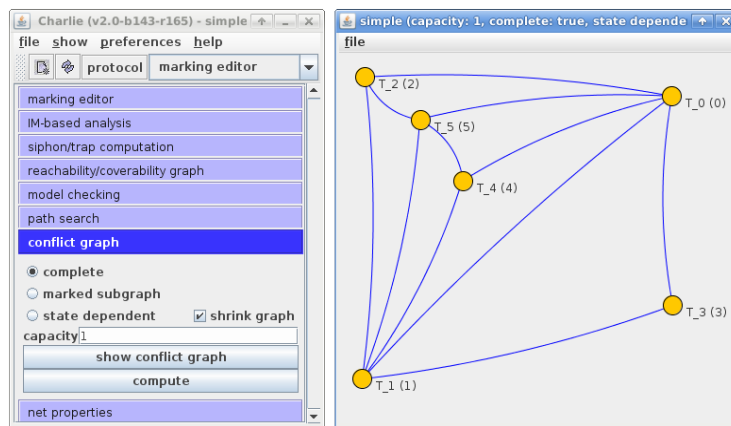 Charlie (v2.0-b143-r165) - simple
file show preferences help
protocol marking editor
marking editor
IM-based analysis
siphon/trap computation
reachability/coverability graph
model checking
path search
conflict graph
complete
marked subgraph
state dependent shrink graph
capacity 1
show conflict graph
compute
net properties
simple (capacity: 1, complete: true, state depende
file
T_2 (2)
T_0 (0)
T_5 (5)
T_4 (4)
T_3 (3)
T_1 (1)